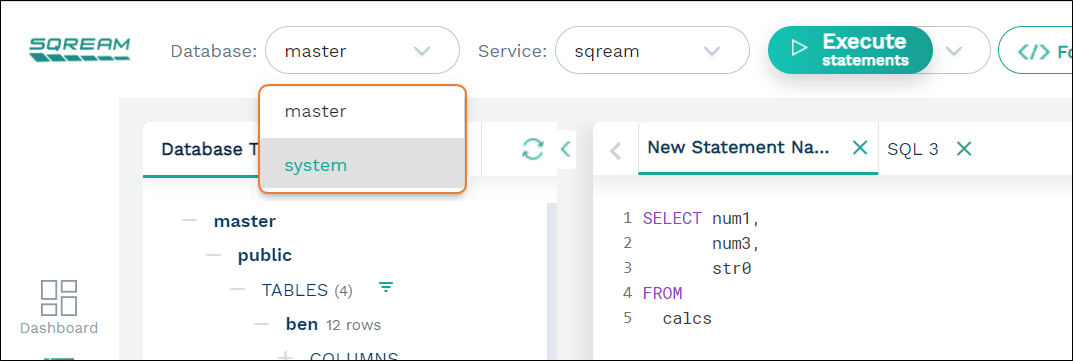 SQREAM
Database: master
Service: sqream
Execute
statements
</>
master
system
Database T
New Statement Na...
SQL 3
master
public
TABLES (4)
ben 12 rows
COLUMNS
Dashboard
1 SELECT num1,
2 num3,
3 str0
4 FROM
5 calcs